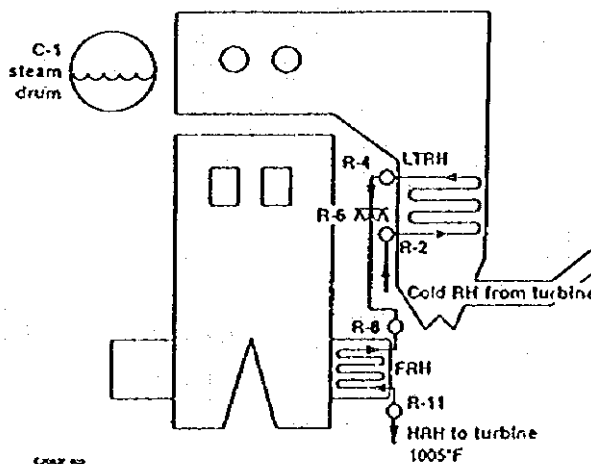 C-1
steam
drum
R-4
LTRH
R-6
R-2
Cold RH from turbine
R-8
FRH
R-11
HRH to turbine
1005°F